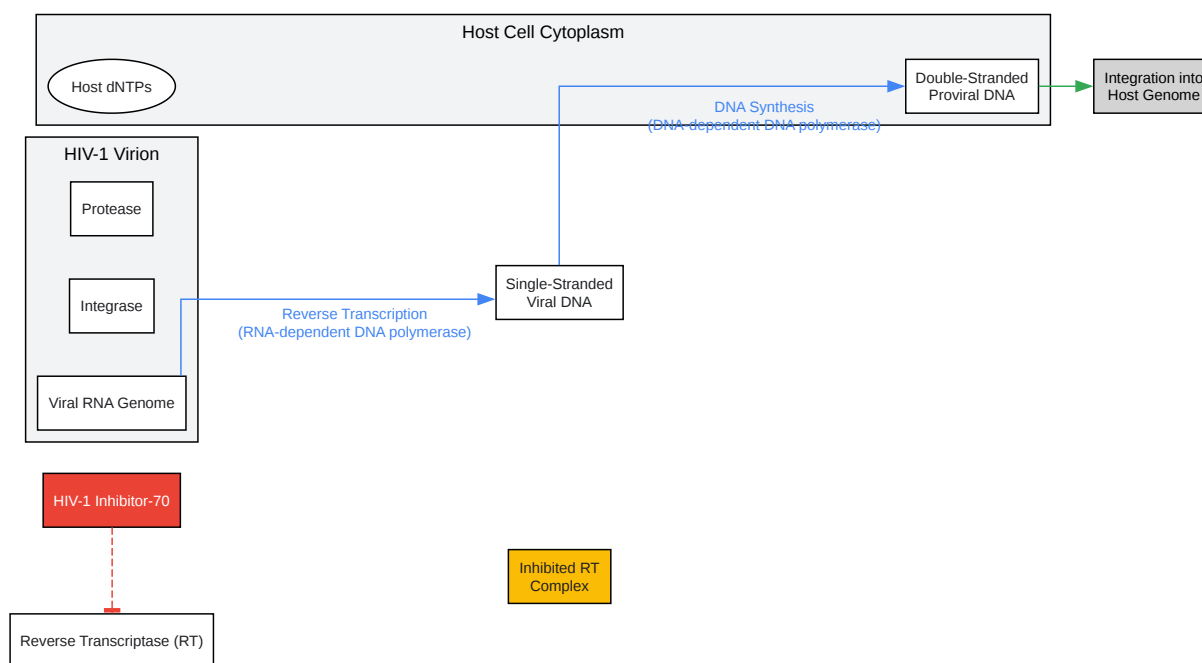 Host Cell Cytoplasm
Host dNTPs
Double-Stranded
Proviral DNA
Integration into
Host Genome
DNA Synthesis
(DNA-dependent DNA polymerase)
HIV-1 Virion
Protease
Integrase
Viral RNA Genome
Reverse Transcription
(RNA-dependent DNA polymerase)
Single-Stranded
Viral DNA
HIV-1 Inhibitor-70
Inhibited RT
Complex
Reverse Transcriptase (RT)